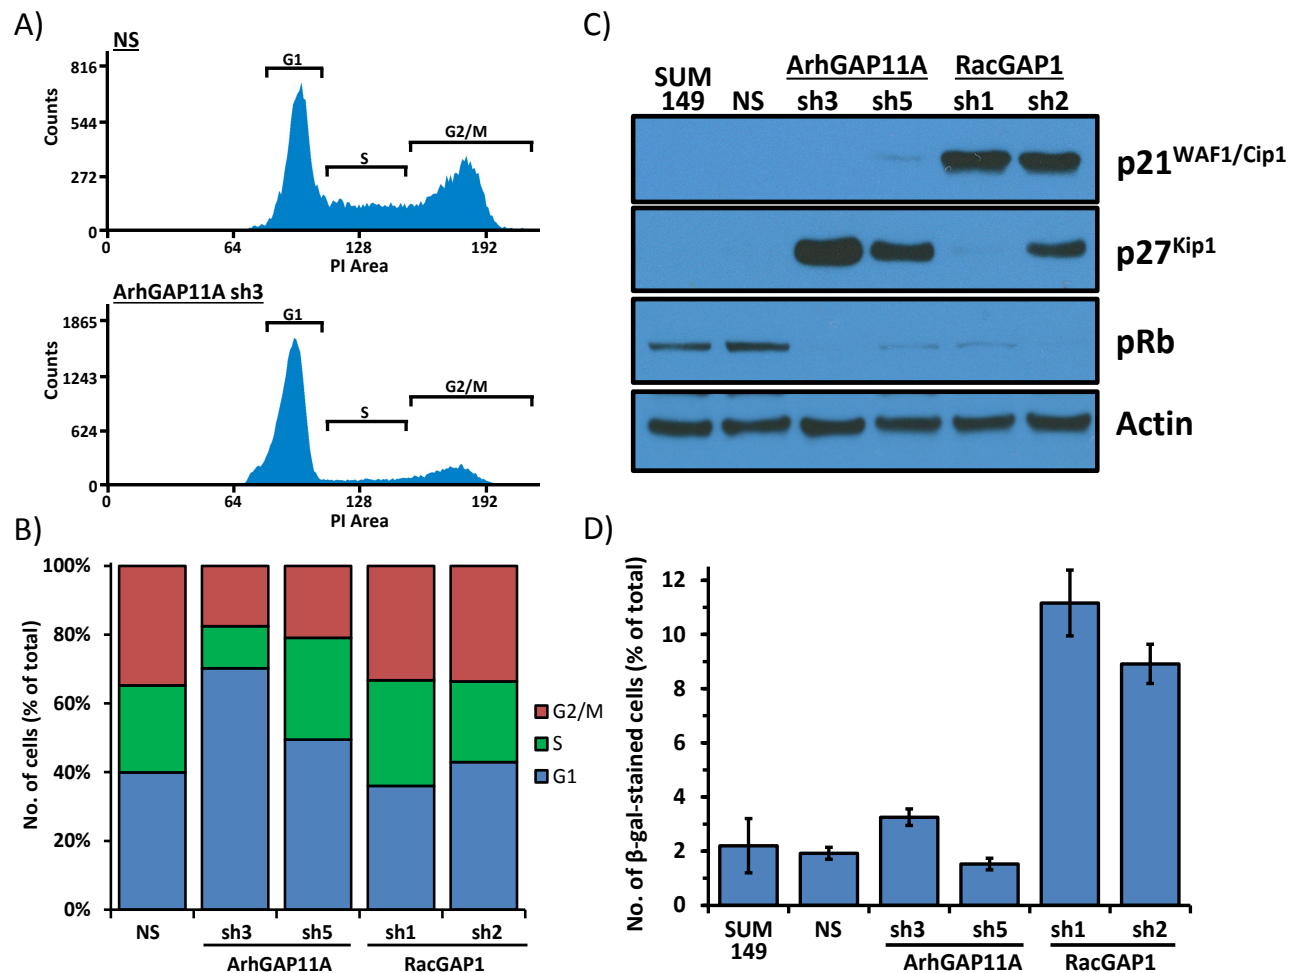 A)
NS
816
544
272
0
Counts
G1
S
G2/M
0 64 128 192
PI Area
ArhGAP11A sh3
1865
1243
624
0
Counts
G1
S
G2/M
0 64 128 192
PI Area
B)
100%
80%
60%
40%
20%
0%
No. of cells (% of total)
G2/M
S
G1
NS sh3 sh5 sh1 sh2
ArhGAP11A RacGAP1
C)
ArhGAP11A RacGAP1
SUM
149 NS sh3 sh5 sh1 sh2
p21WAF1/Cip1
p27Kip1
pRb
Actin
D)
12
10
8
6
4
2
0
No. of β-gal-stained cells (% of total)
SUM
149 NS sh3 sh5 sh1 sh2
ArhGAP11A RacGAP1